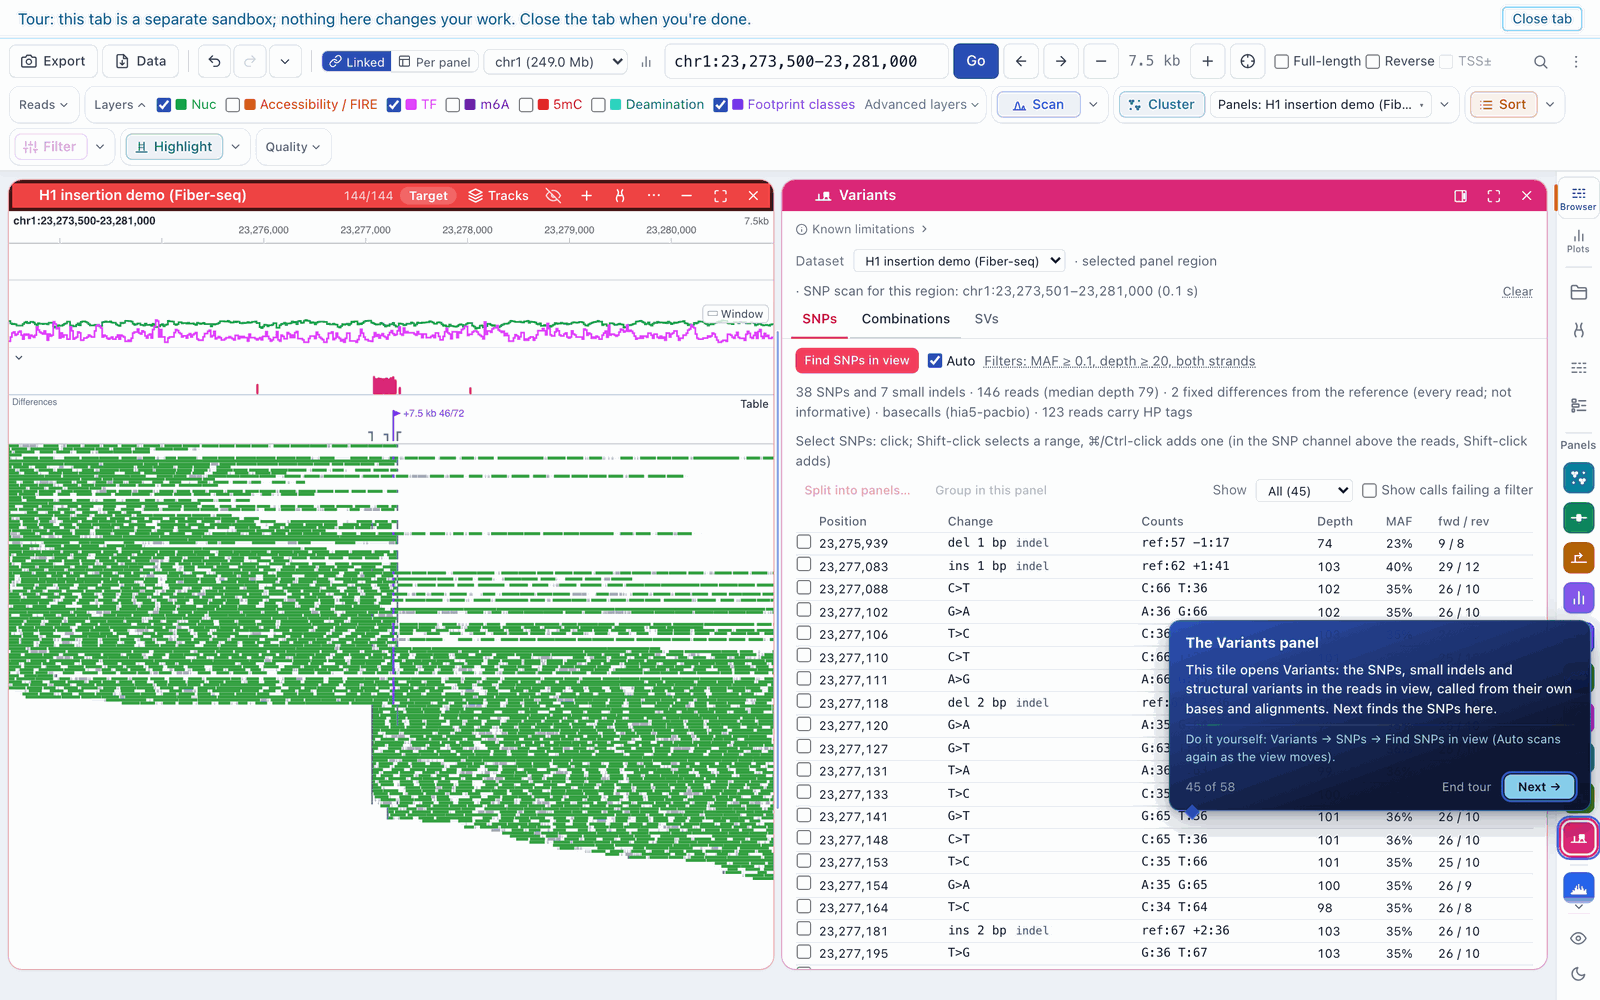 Tour: this tab is a separate sandbox; nothing here changes your work. Close the tab when you're done.
Close tab
Export
Data
Linked
Per panel
chr1 (249.0 Mb)
chr1:23,273,500–23,281,000
Go
7.5 kb
Full-length
Reverse
TSS±
Reads
Layers
Nuc
Accessibility / FIRE
TF
m6A
5mC
Deamination
Footprint classes
Advanced layers
Scan
Cluster
Panels: H1 insertion demo (Fib...
Sort
Filter
Highlight
Quality
H1 insertion demo (Fiber-seq)
144/144
Target
Tracks
chr1:23,273,500-23,281,000
7.5kb
23,276,000
23,277,000
23,278,000
23,279,000
23,280,000
Window
Differences
Table
+7.5 kb 46/72
Variants
Known limitations
Dataset
H1 insertion demo (Fiber-seq)
· selected panel region
· SNP scan for this region: chr1:23,273,501–23,281,000 (0.1 s)
Clear
SNPs
Combinations
SVs
Find SNPs in view
Auto
Filters: MAF ≥ 0.1, depth ≥ 20, both strands
38 SNPs and 7 small indels · 146 reads (median depth 79) · 2 fixed differences from the reference (every read; not
informative) · basecalls (hia5-pacbio) · 123 reads carry HP tags
Select SNPs: click; Shift-click selects a range, ⌘/Ctrl-click adds one (in the SNP channel above the reads, Shift-click
adds)
Split into panels...
Group in this panel
Show
All (45)
Show calls failing a filter
Position Change Counts Depth MAF fwd / rev
23,275,939 del 1 bp indel ref:57 −1:17 74 23% 9 / 8
23,277,083 ins 1 bp indel ref:62 +1:41 103 40% 29 / 12
23,277,088 C>T C:66 T:36 102 35% 26 / 10
23,277,102 G>A A:36 G:66 102 35% 26 / 10
23,277,106 T>C C:36
23,277,110 C>T C:66
23,277,111 A>G A:66
23,277,118 del 2 bp indel ref:
23,277,120 G>A A:35
23,277,127 G>T G:63
23,277,131 T>A A:36
23,277,133 T>C C:35
23,277,141 G>T G:65 T:36 101 36% 26 / 10
23,277,148 C>T C:65 T:36 101 36% 26 / 10
23,277,153 T>C C:35 T:66 101 35% 25 / 10
23,277,154 G>A A:35 G:65 100 35% 26 / 9
23,277,164 T>C C:34 T:64 98 35% 26 / 8
23,277,181 ins 2 bp indel ref:67 +2:36 103 35% 26 / 10
23,277,195 T>G G:36 T:67 103 35% 26 / 10
The Variants panel
This tile opens Variants: the SNPs, small indels and
structural variants in the reads in view, called from their own
bases and alignments. Next finds the SNPs here.
Do it yourself: Variants → SNPs → Find SNPs in view (Auto scans
again as the view moves).
45 of 58
End tour
Next →
Browser
Plots
Panels